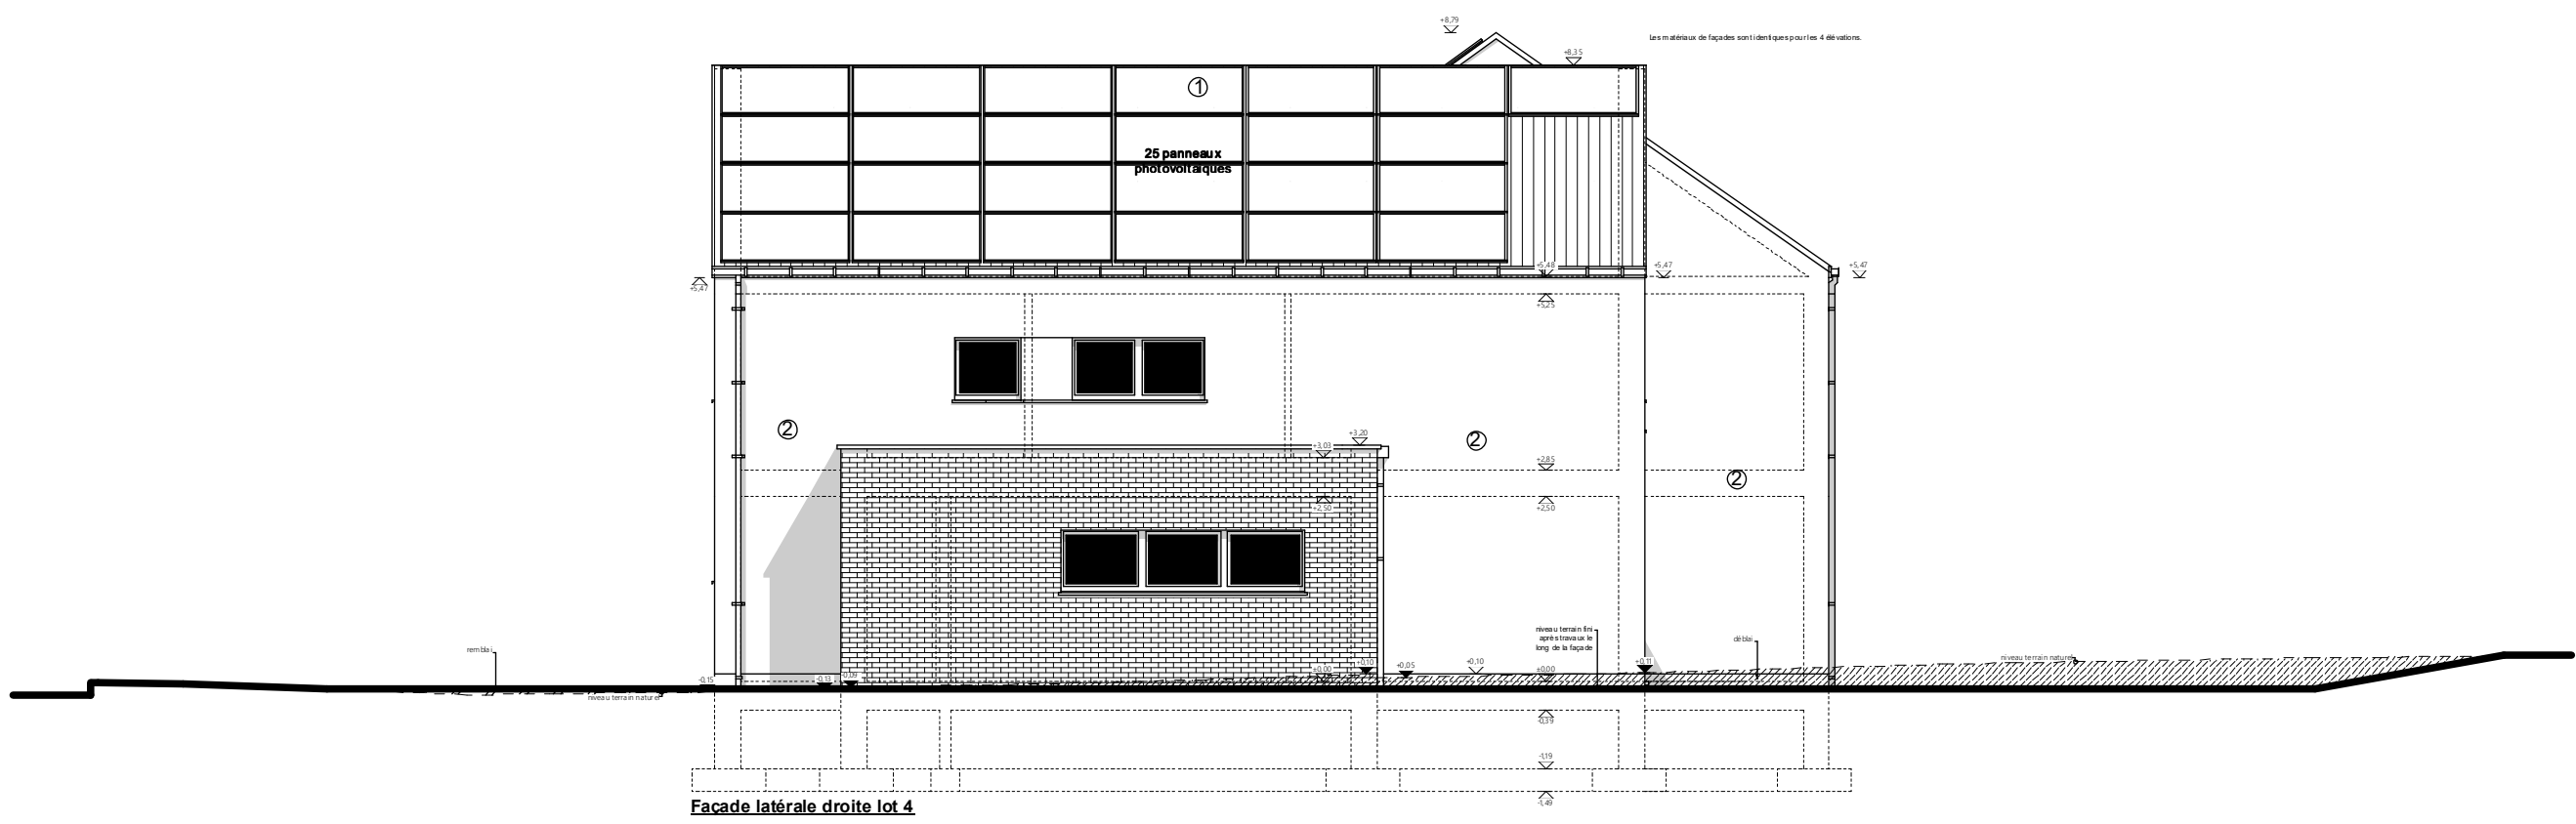 +8,79
Les matériaux de façades sont identiques pour les 4 élévations.
+8,35
1
25 panneaux
photovoltaïques
+5,48
+5,47
+5,47
+5,47
+5,25
2
2
+3,20
+3,03
+2,85
2
+2,50
+2,50
niveau terrain fini
après travaux le
long de la façade
déblai
remblai
niveau terrain naturel
+0,10
+0,10
+0,11
+0,05
±0,00
±0,00
-0,15
-0,13
-0,09
niveau terrain naturel
-0,39
-1,19
-1,49
Façade latérale droite lot 4